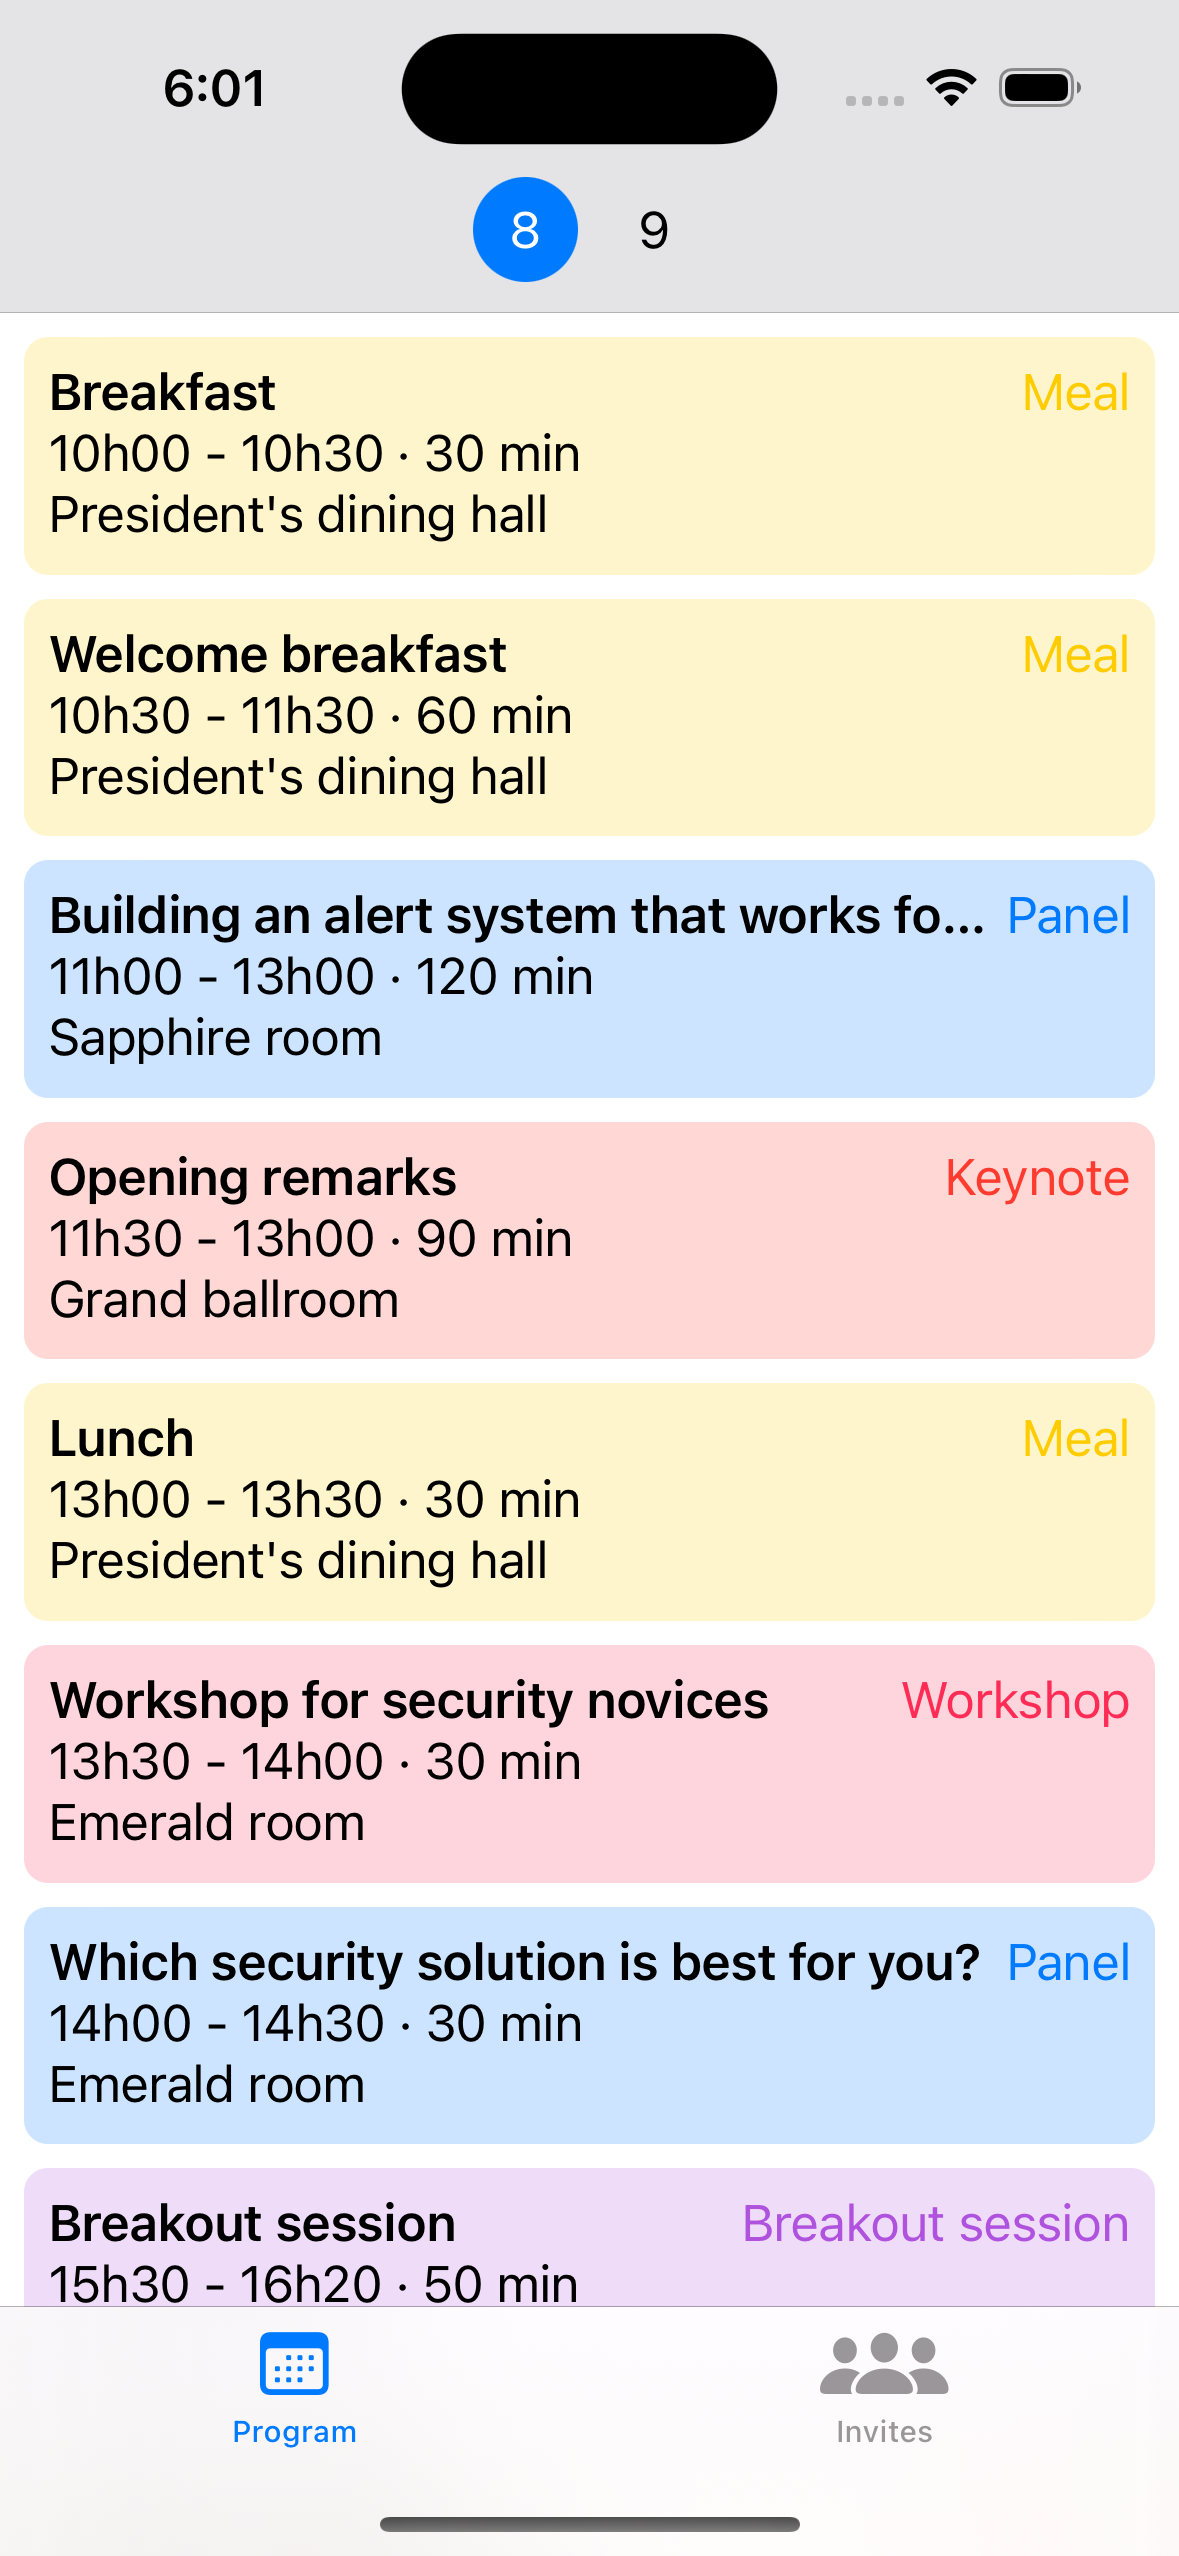 6:01
8 9
Breakfast Meal
10h00 - 10h30 · 30 min
President's dining hall
Welcome breakfast Meal
10h30 - 11h30 · 60 min
President's dining hall
Building an alert system that works fo... Panel
11h00 - 13h00 · 120 min
Sapphire room
Opening remarks Keynote
11h30 - 13h00 · 90 min
Grand ballroom
Lunch Meal
13h00 - 13h30 · 30 min
President's dining hall
Workshop for security novices Workshop
13h30 - 14h00 · 30 min
Emerald room
Which security solution is best for you? Panel
14h00 - 14h30 · 30 min
Emerald room
Breakout session Breakout session
15h30 - 16h20 · 50 min
Program Invites